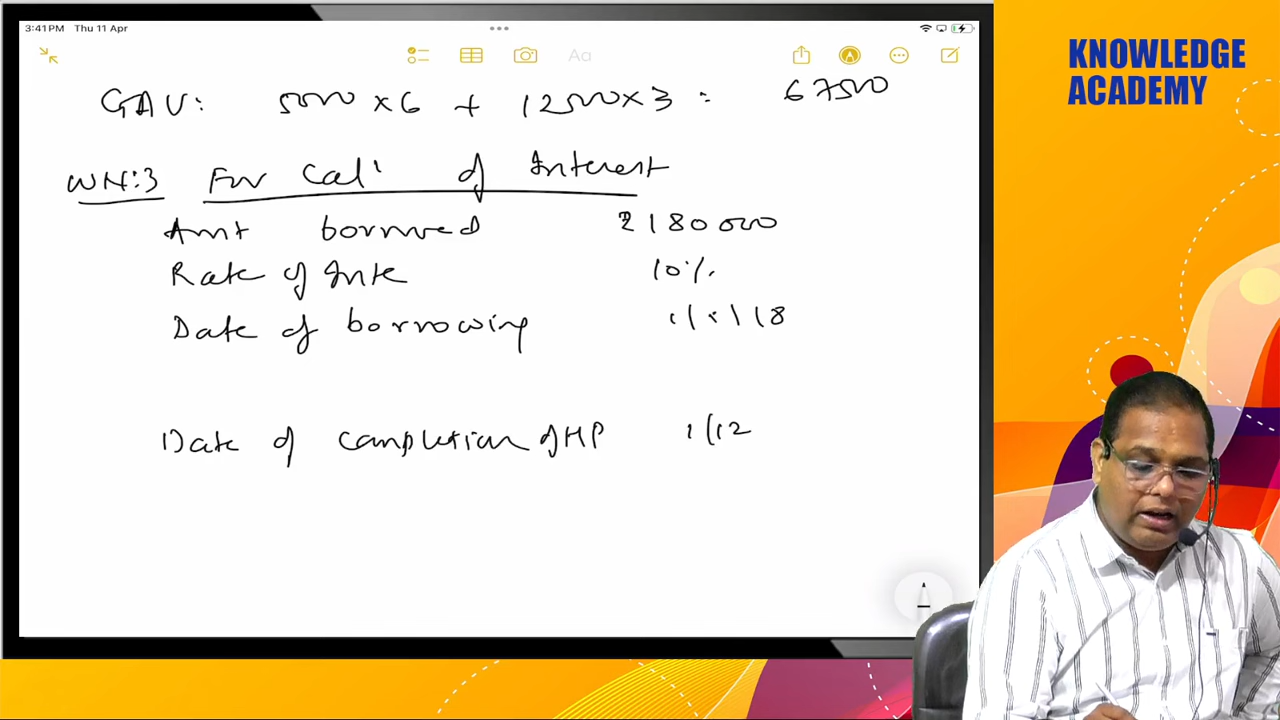 3:41 PM Thu 11 Apr
KNOWLEDGE
ACADEMY
Aa
GAV: 5000 x 6 + 12500 x 3 = 67500
WN:3 For Cal' of Interest
Amt borrowed ₹180000
Rate of Inte 10%
Date of borrowing 1/1/18
Date of completion of HP 1/12